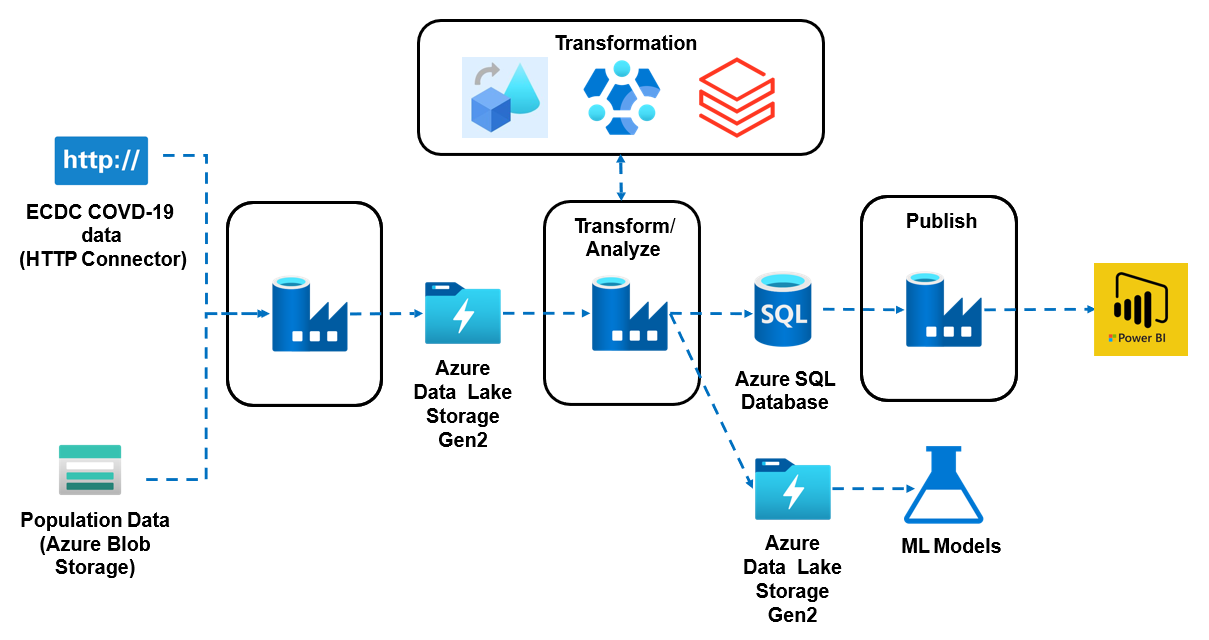 Transformation
http://
ECDC COVD-19
data
(HTTP Connector)
Transform/
Analyze
Publish
SQL
Power BI
Azure
Data Lake
Storage
Gen2
Azure SQL
Database
Population Data
(Azure Blob
Storage)
Azure
Data Lake
Storage
Gen2
ML Models